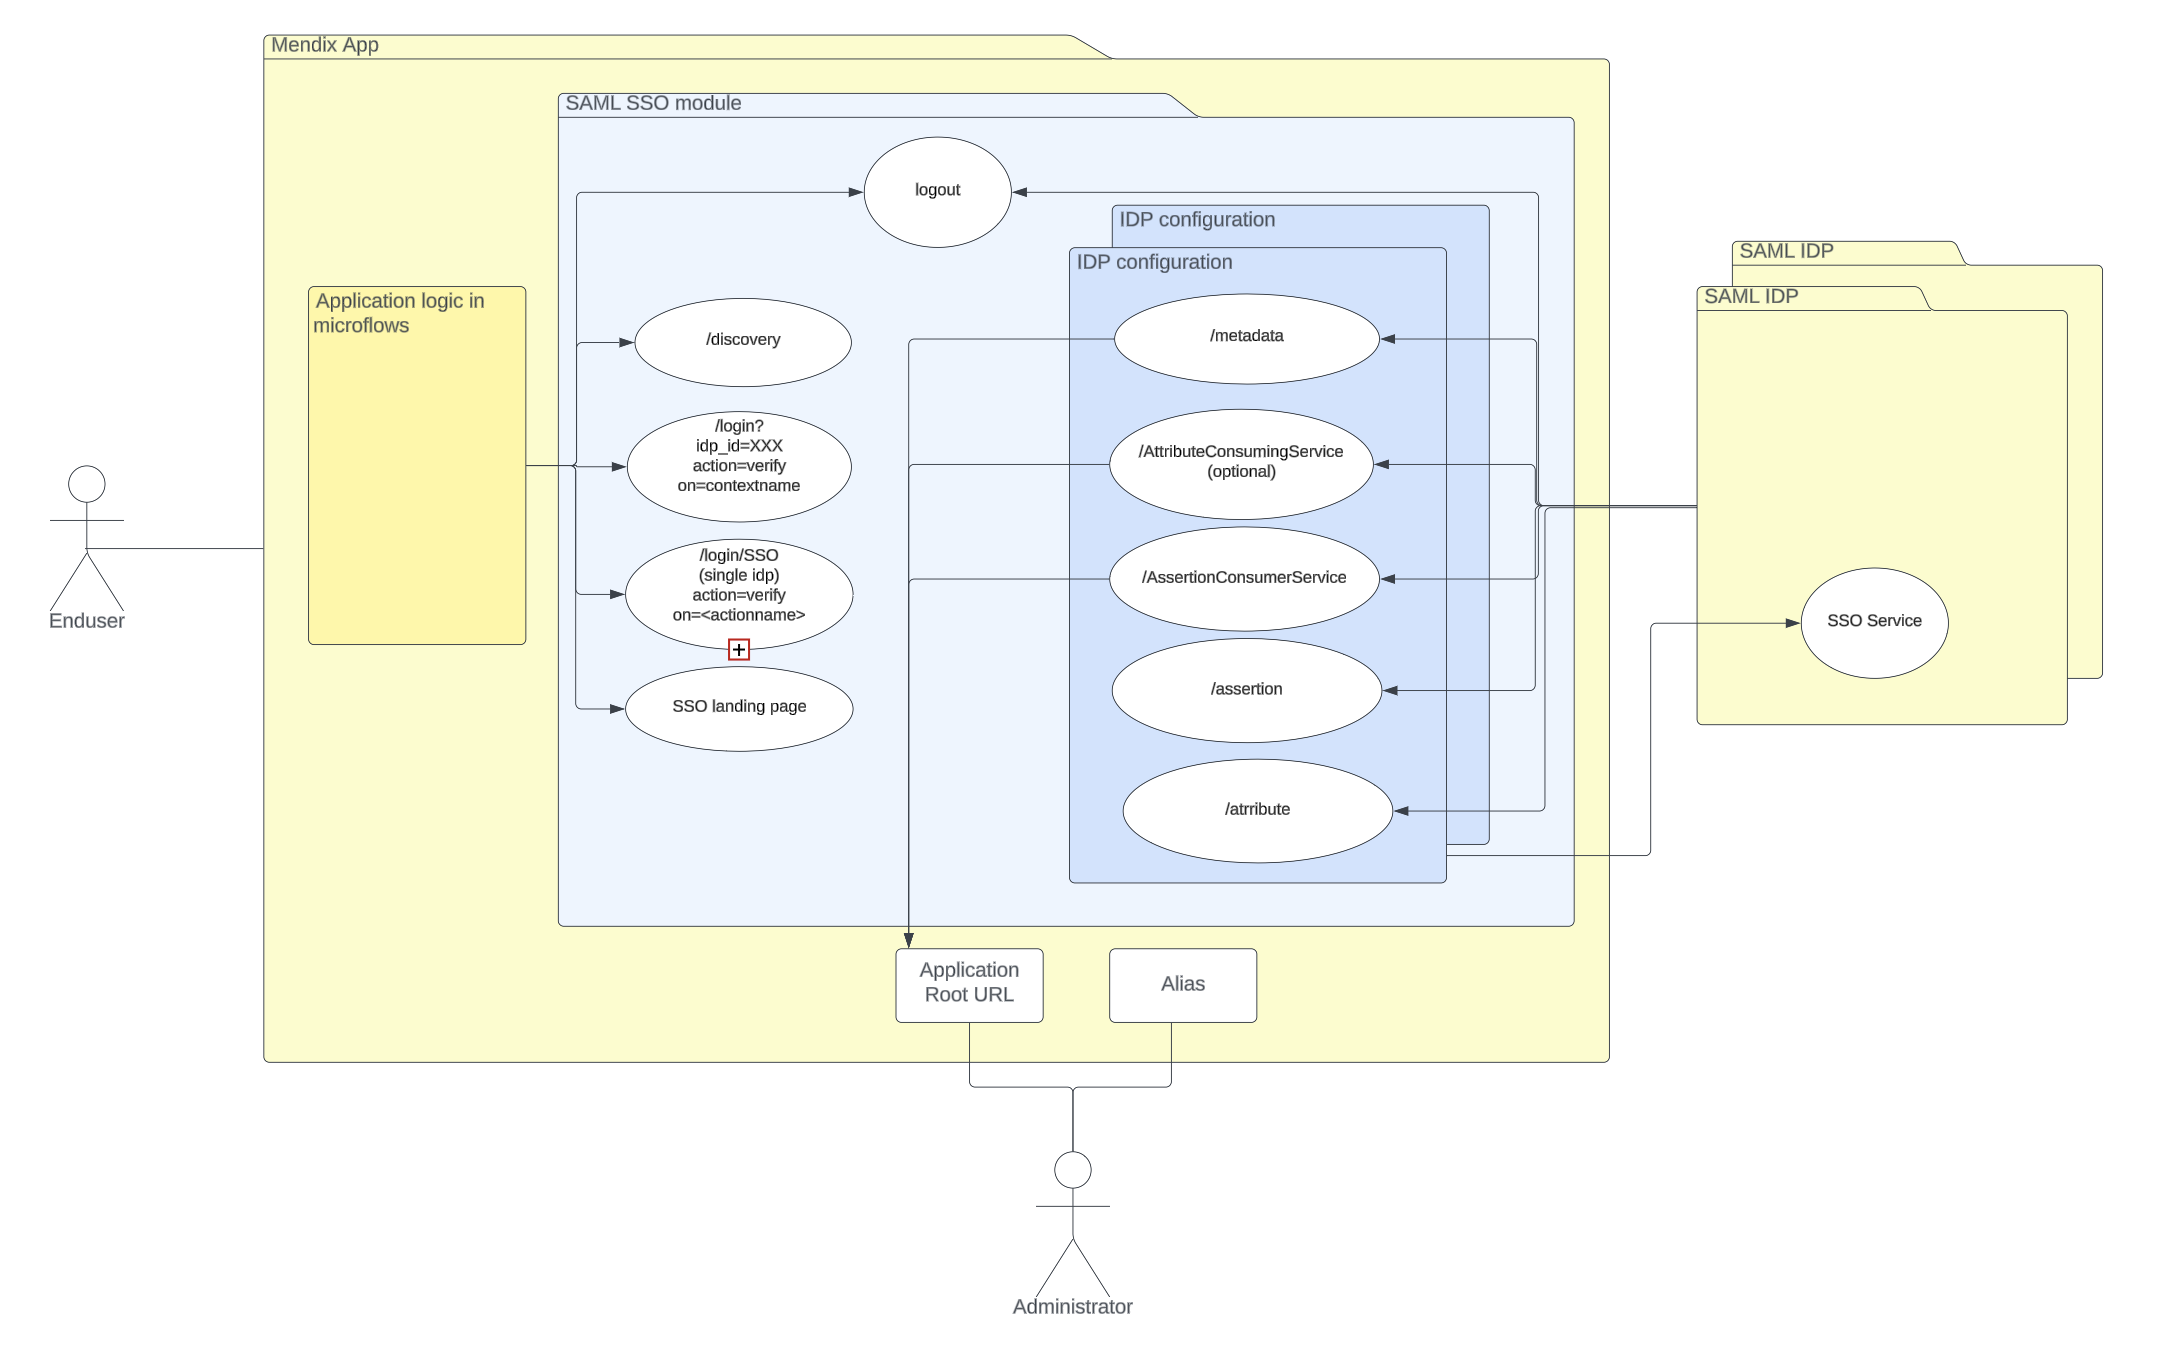 Mendix App
SAML SSO module
logout
IDP configuration
IDP configuration
SAML IDP
SAML IDP
Application logic in
microflows
/discovery
/metadata
/login?
idp_id=XXX
action=verify
on=contextname
/AttributeConsumingService
(optional)
/login/SSO
(single idp)
action=verify
on=<actionname>
/AssertionConsumerService
SSO Service
Enduser
/assertion
SSO landing page
/atrribute
Application
Root URL
Alias
Administrator